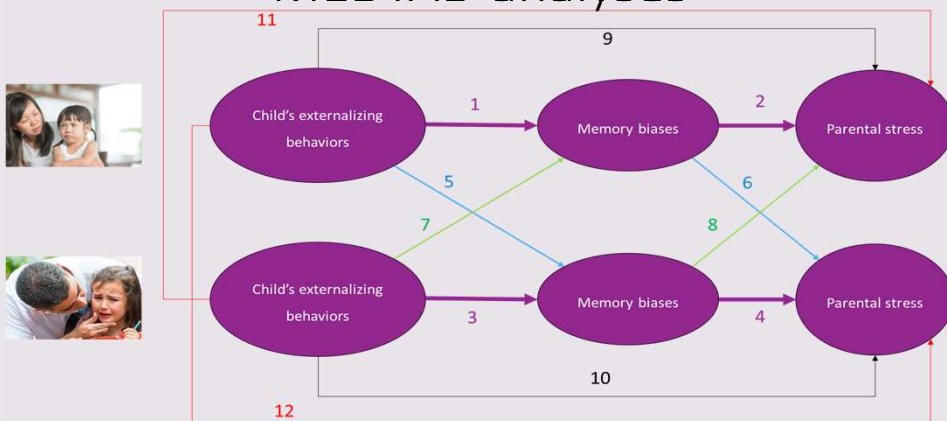 analyses
11
9
Child's externalizing
behaviors
1
Memory biases
2
Parental stress
5
7
6
8
Child's externalizing
behaviors
3
Memory biases
4
Parental stress
10
12